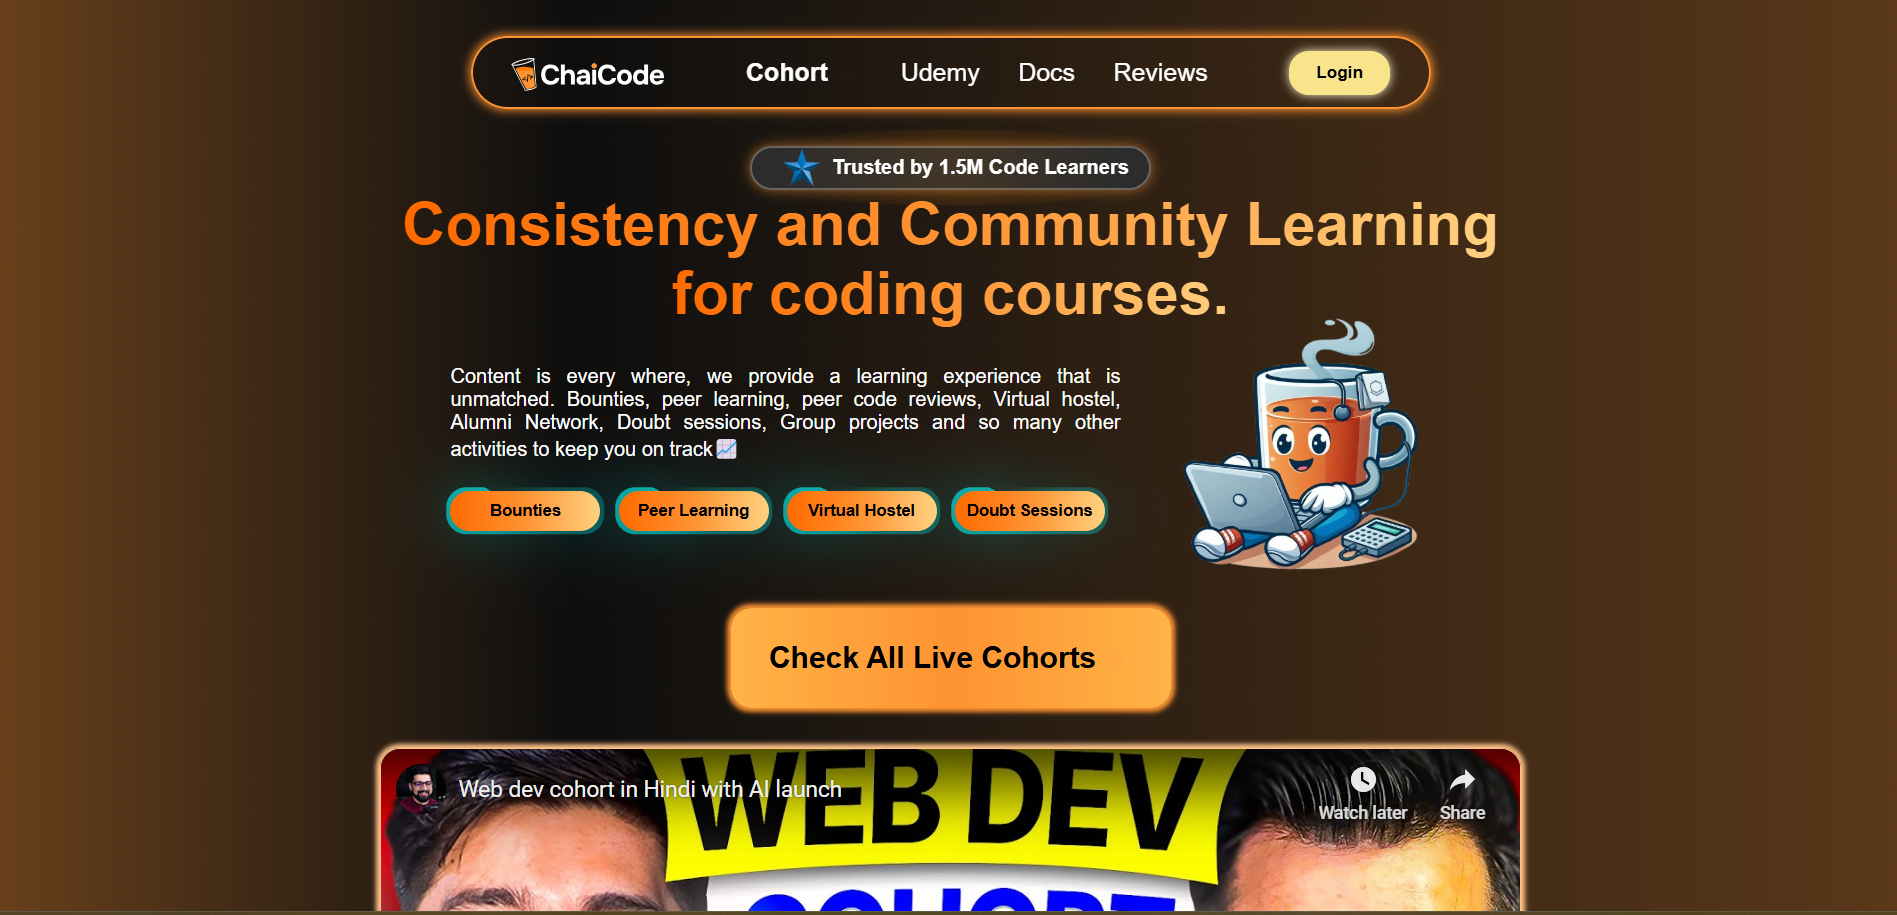 ChaiCode
Cohort
Udemy
Docs
Reviews
Login
Trusted by 1.5M Code Learners
Consistency and Community Learning
for coding courses.
Content is every where, we provide a learning experience that is
unmatched. Bounties, peer learning, peer code reviews, Virtual hostel,
Alumni Network, Doubt sessions, Group projects and so many other
activities to keep you on track📈
Bounties
Peer Learning
Virtual Hostel
Doubt Sessions
Check All Live Cohorts
Web dev cohort in Hindi with AI launch
Watch later
Share
WEB DEV
COHORT